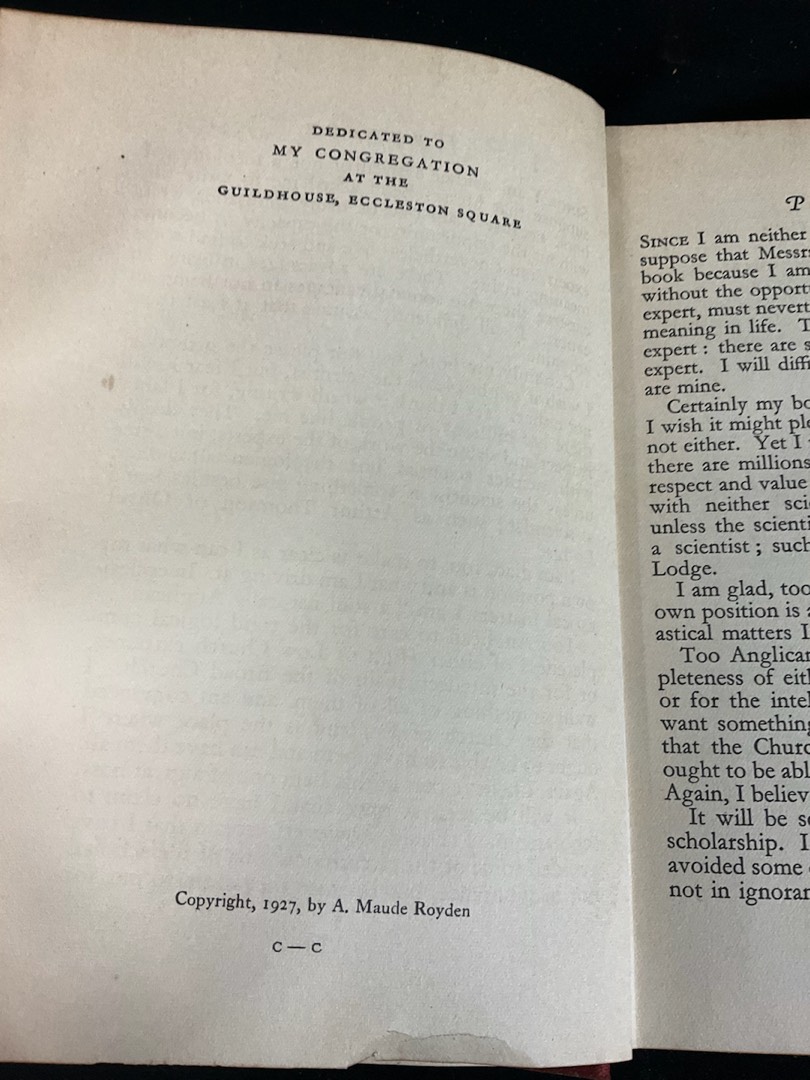 DEDICATED TO
MY CONGREGATION
AT THE
GUILDHOUSE, ECCLESTON SQUARE
Copyright, 1927, by A. Maude Royden
C — C
P
SINCE I am neither
suppose that Messrs
book because I am
without the opport
expert, must nevert
meaning in life. T
expert : there are s
expert. I will diff
are mine.
Certainly my bo
I wish it might ple
not either. Yet I
there are millions
respect and value
with neither sci
unless the scienti
a scientist ; such
Lodge.
I am glad, too
own position is a
astical matters I
Too Anglican
pleteness of eit
or for the intel
want something
that the Churc
ought to be abl
Again, I believ
It will be s
scholarship. I
avoided some
not in ignoran